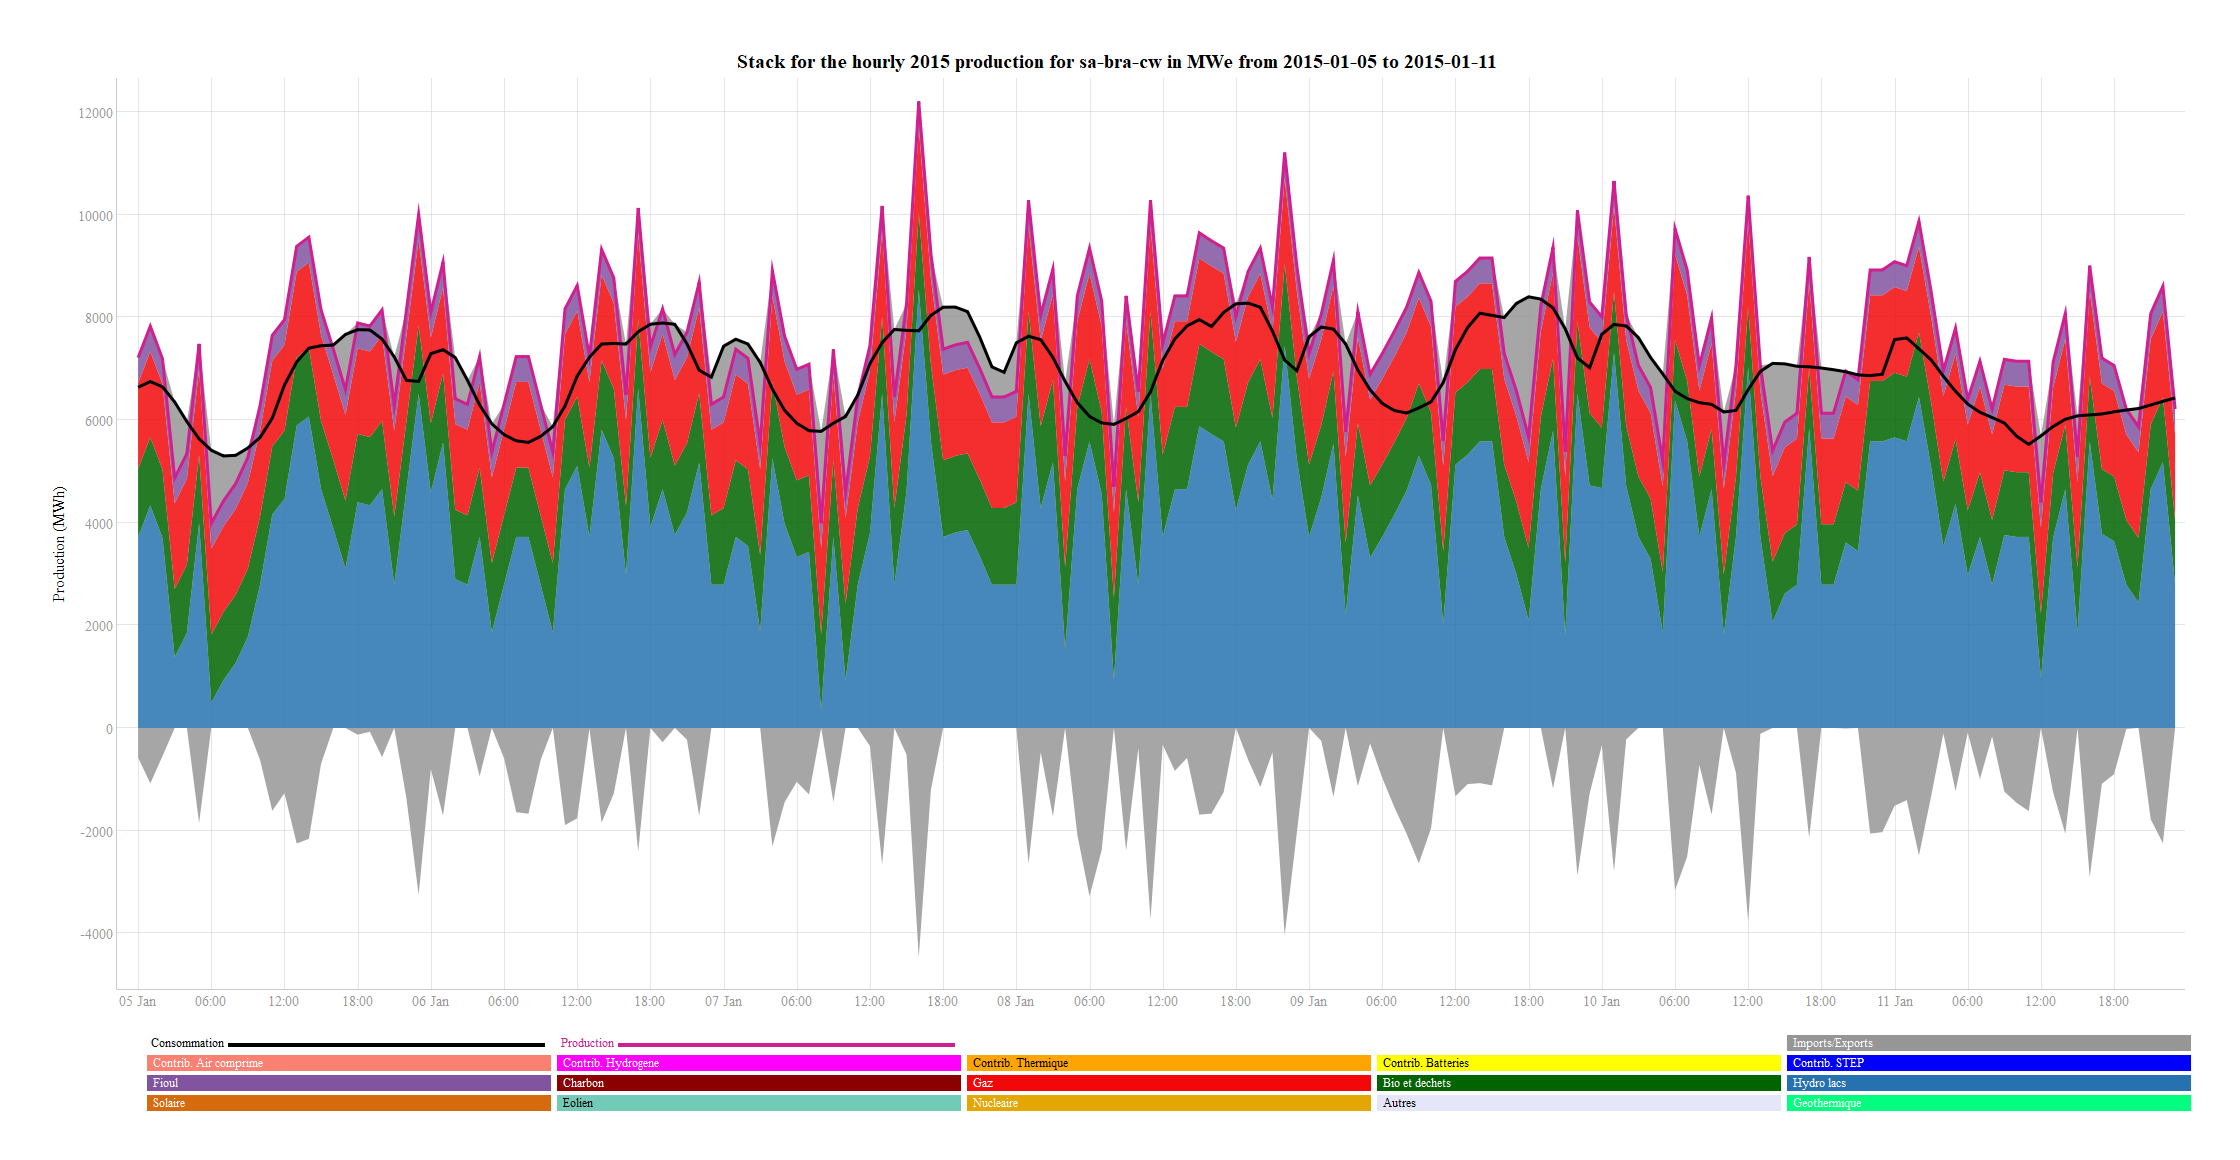 Stack for the hourly 2015 production for sa-bra-cw in MWe from 2015-01-05 to 2015-01-11
12000
10000
8000
6000
4000
2000
0
-2000
-4000
Production (MWh)
05 Jan 06:00 12:00 18:00 06 Jan 06:00 12:00 18:00 07 Jan 06:00 12:00 18:00 08 Jan 06:00 12:00 18:00 09 Jan 06:00 12:00 18:00 10 Jan 06:00 12:00 18:00 11 Jan 06:00 12:00 18:00
Consommation Production Imports/Exports
Contrib. Air comprime Contrib. Hydrogene Contrib. Thermique Contrib. Batteries Contrib. STEP
Fioul Charbon Gaz Bio et dechets Hydro lacs
Solaire Eolien Nucleaire Autres Geothermique